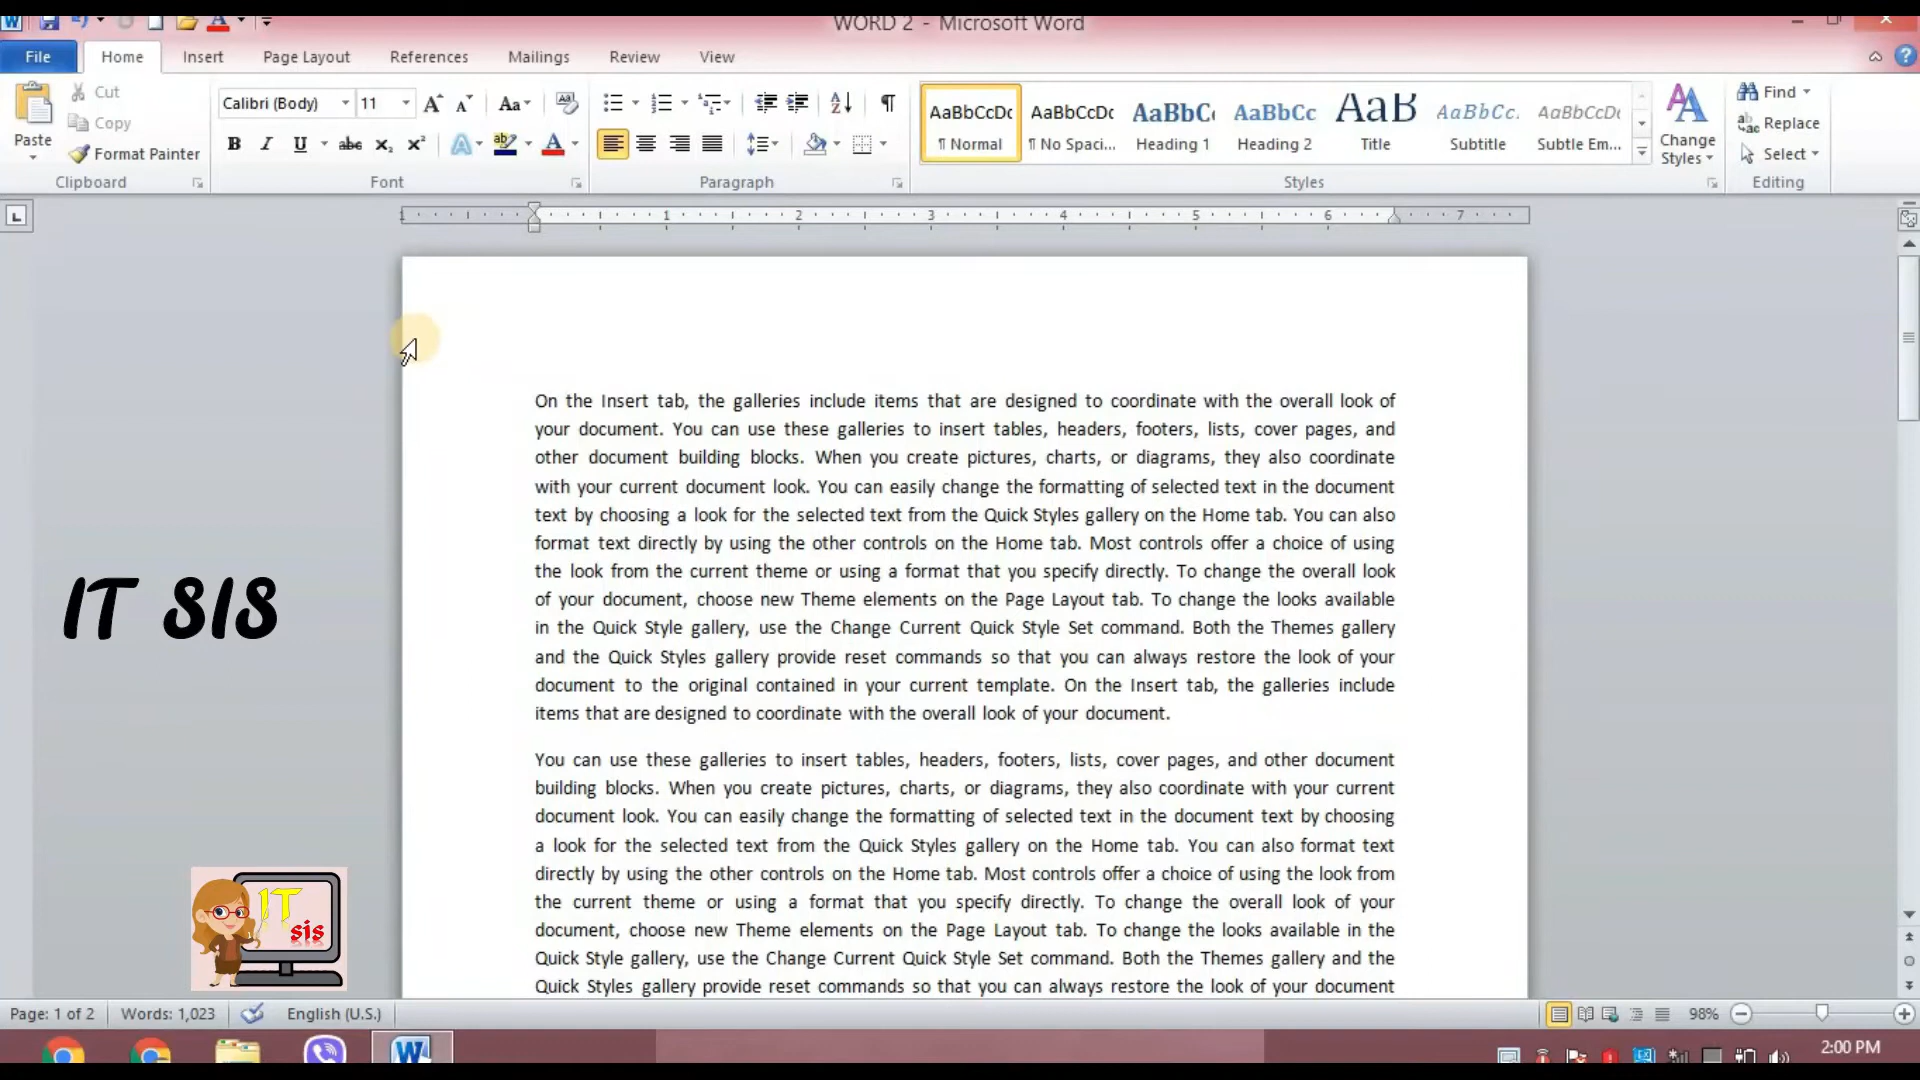 WORD 2 - Microsoft Word
File Home Insert Page Layout References Mailings Review View
Paste
Cut
Copy
Format Painter
Clipboard
Calibri (Body) 11
Font
Paragraph
AaBbCcDc AaBbCcDc AaBbC( AaBbCc AaB AaBbCc. AaBbCcD(
¶ Normal ¶ No Spaci... Heading 1 Heading 2 Title Subtitle Subtle Em...
Styles
Change
Styles
Find
Replace
Select
Editing
1 1 2 3 4 5 6 7
On the Insert tab, the galleries include items that are designed to coordinate with the overall look of
your document. You can use these galleries to insert tables, headers, footers, lists, cover pages, and
other document building blocks. When you create pictures, charts, or diagrams, they also coordinate
with your current document look. You can easily change the formatting of selected text in the document
text by choosing a look for the selected text from the Quick Styles gallery on the Home tab. You can also
format text directly by using the other controls on the Home tab. Most controls offer a choice of using
the look from the current theme or using a format that you specify directly. To change the overall look
of your document, choose new Theme elements on the Page Layout tab. To change the looks available
in the Quick Style gallery, use the Change Current Quick Style Set command. Both the Themes gallery
and the Quick Styles gallery provide reset commands so that you can always restore the look of your
document to the original contained in your current template. On the Insert tab, the galleries include
items that are designed to coordinate with the overall look of your document.
You can use these galleries to insert tables, headers, footers, lists, cover pages, and other document
building blocks. When you create pictures, charts, or diagrams, they also coordinate with your current
document look. You can easily change the formatting of selected text in the document text by choosing
a look for the selected text from the Quick Styles gallery on the Home tab. You can also format text
directly by using the other controls on the Home tab. Most controls offer a choice of using the look from
the current theme or using a format that you specify directly. To change the overall look of your
document, choose new Theme elements on the Page Layout tab. To change the looks available in the
Quick Style gallery, use the Change Current Quick Style Set command. Both the Themes gallery and the
Quick Styles gallery provide reset commands so that you can always restore the look of your document
IT SIS
IT
sis
Page: 1 of 2 Words: 1,023 English (U.S.) 98%
2:00 PM